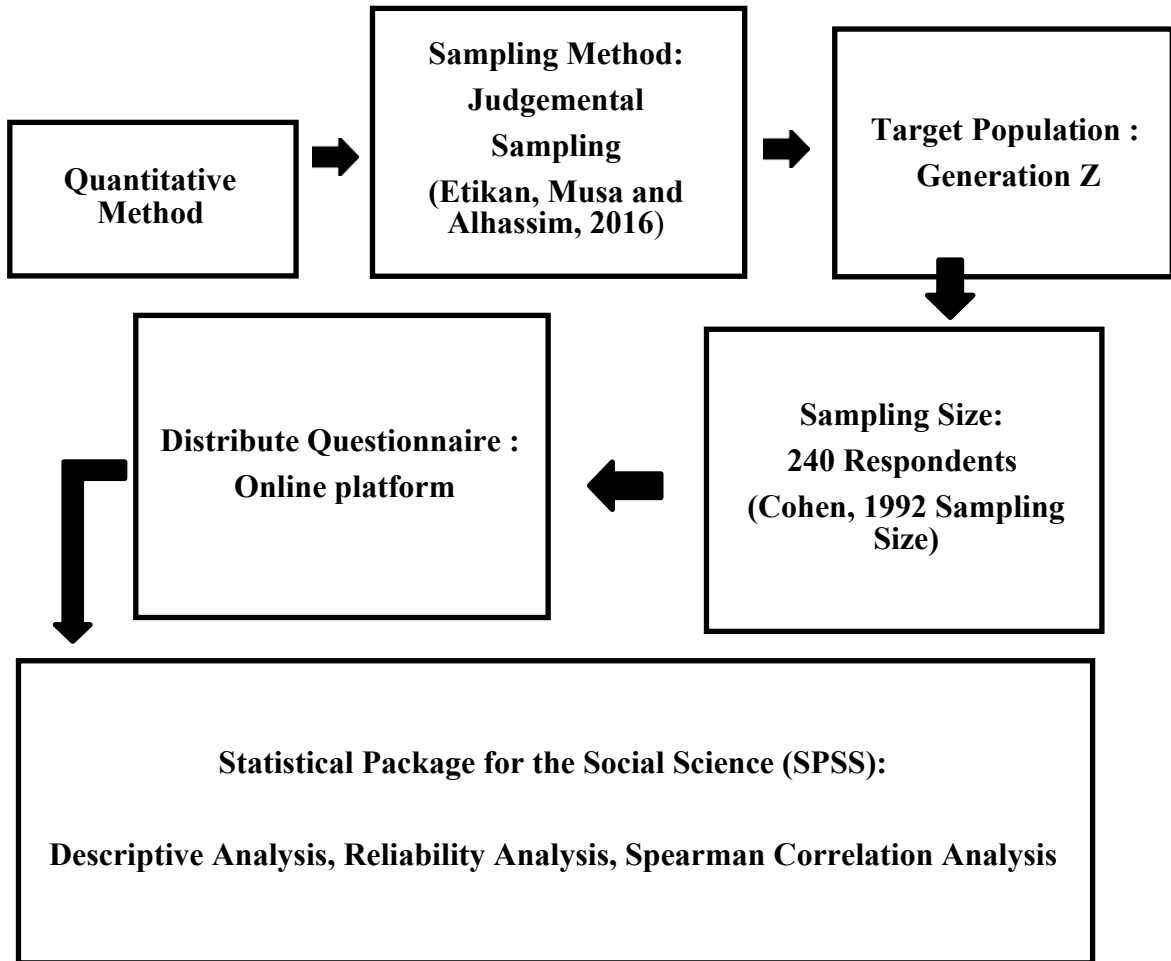 Quantitative
Method
Sampling Method:
Judgemental
Sampling
(Etikan, Musa and
Alhassim, 2016)
Target Population :
Generation Z
Sampling Size:
240 Respondents
(Cohen, 1992 Sampling
Size)
Distribute Questionnaire :
Online platform
Statistical Package for the Social Science (SPSS):
Descriptive Analysis, Reliability Analysis, Spearman Correlation Analysis